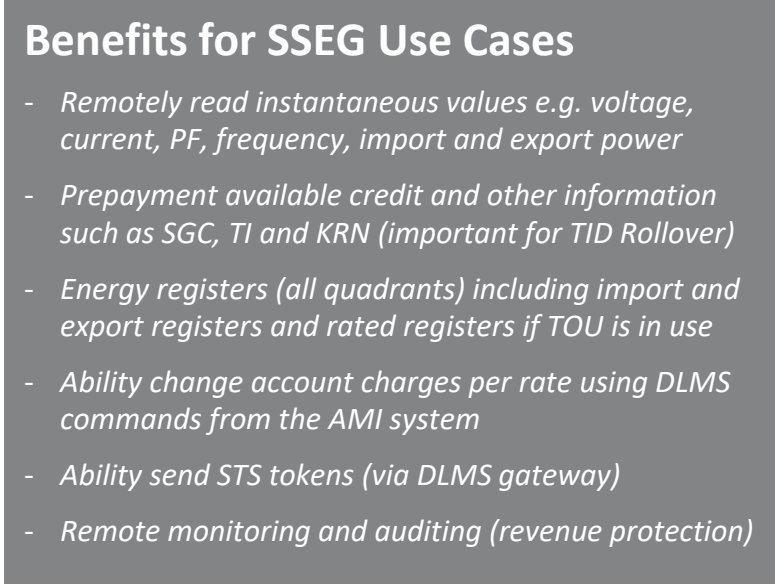 Benefits for SSEG Use Cases
- Remotely read instantaneous values e.g. voltage,
current, PF, frequency, import and export power
- Prepayment available credit and other information
such as SGC, TI and KRN (important for TID Rollover)
- Energy registers (all quadrants) including import and
export registers and rated registers if TOU is in use
- Ability change account charges per rate using DLMS
commands from the AMI system
- Ability send STS tokens (via DLMS gateway)
- Remote monitoring and auditing (revenue protection)